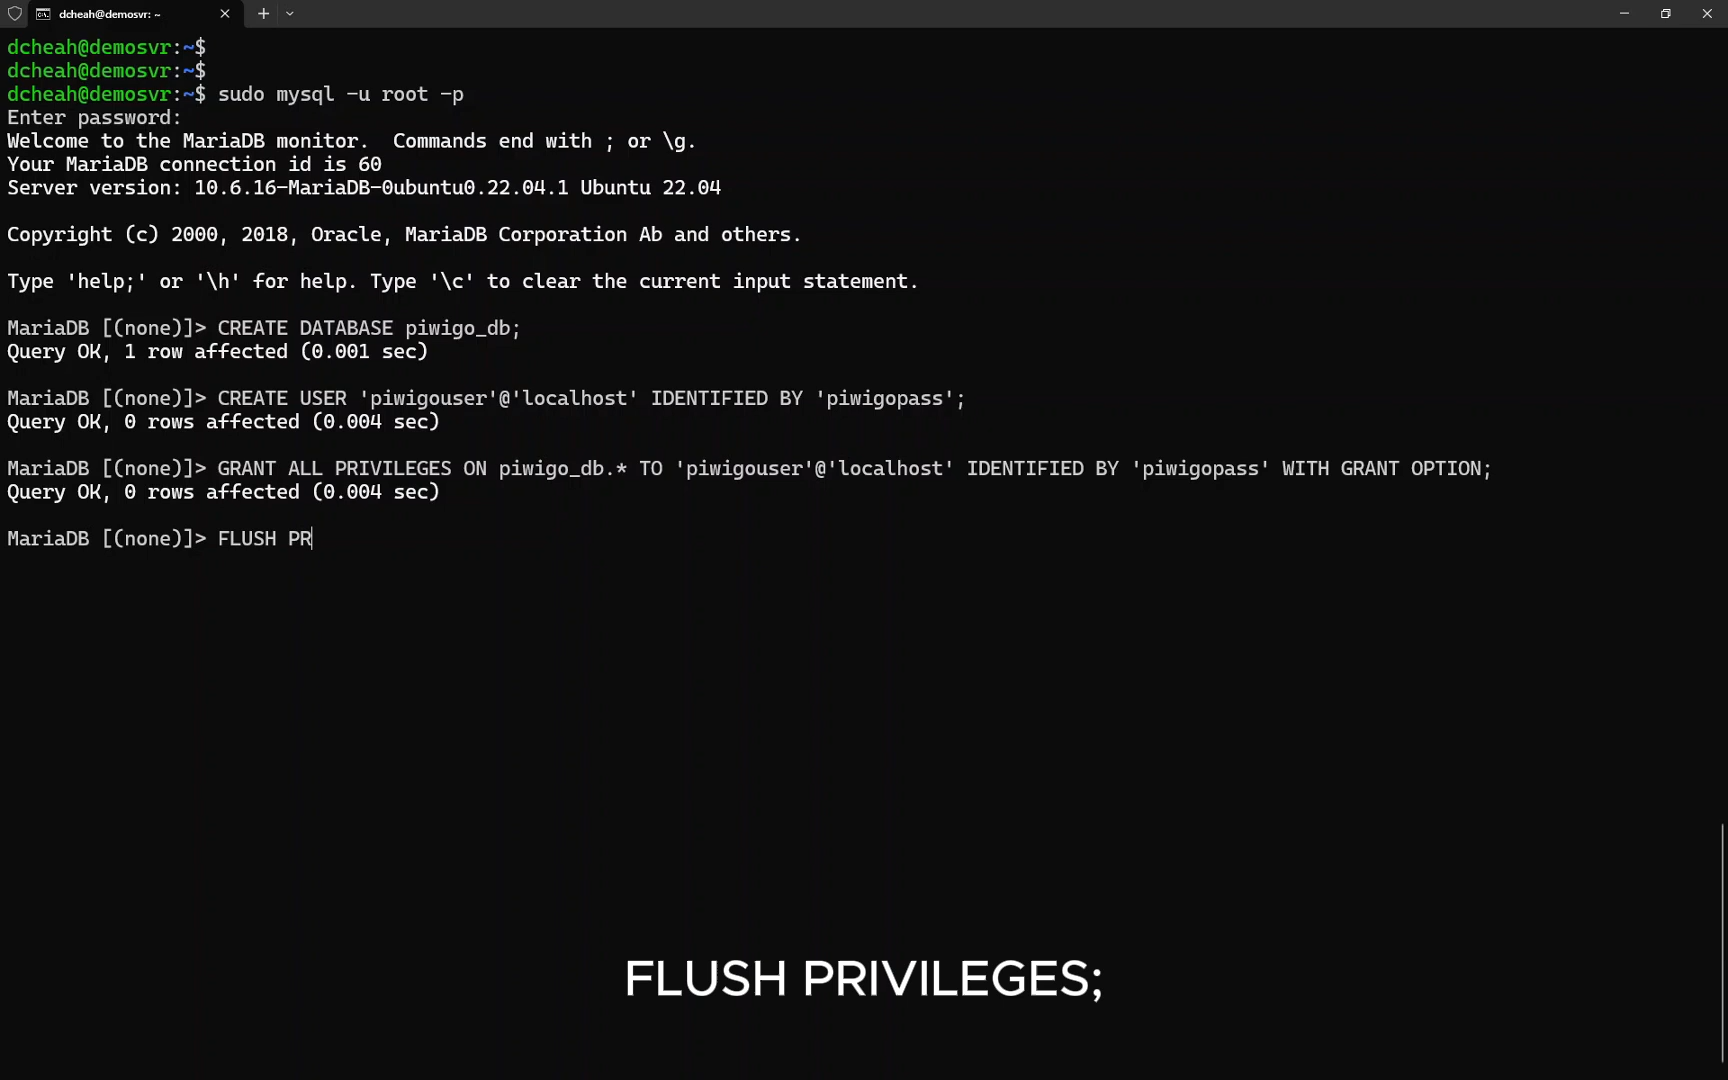 dcheah@demosvr: ~
dcheah@demosvr:~$
dcheah@demosvr:~$
dcheah@demosvr:~$ sudo mysql -u root -p
Enter password:
Welcome to the MariaDB monitor.  Commands end with ; or \g.
Your MariaDB connection id is 60
Server version: 10.6.16-MariaDB-0ubuntu0.22.04.1 Ubuntu 22.04
Copyright (c) 2000, 2018, Oracle, MariaDB Corporation Ab and others.
Type 'help;' or '\h' for help. Type '\c' to clear the current input statement.
MariaDB [(none)]> CREATE DATABASE piwigo_db;
Query OK, 1 row affected (0.001 sec)
MariaDB [(none)]> CREATE USER 'piwigouser'@'localhost' IDENTIFIED BY 'piwigopass';
Query OK, 0 rows affected (0.004 sec)
MariaDB [(none)]> GRANT ALL PRIVILEGES ON piwigo_db.* TO 'piwigouser'@'localhost' IDENTIFIED BY 'piwigopass' WITH GRANT OPTION;
Query OK, 0 rows affected (0.004 sec)
MariaDB [(none)]> FLUSH PR
FLUSH PRIVILEGES;